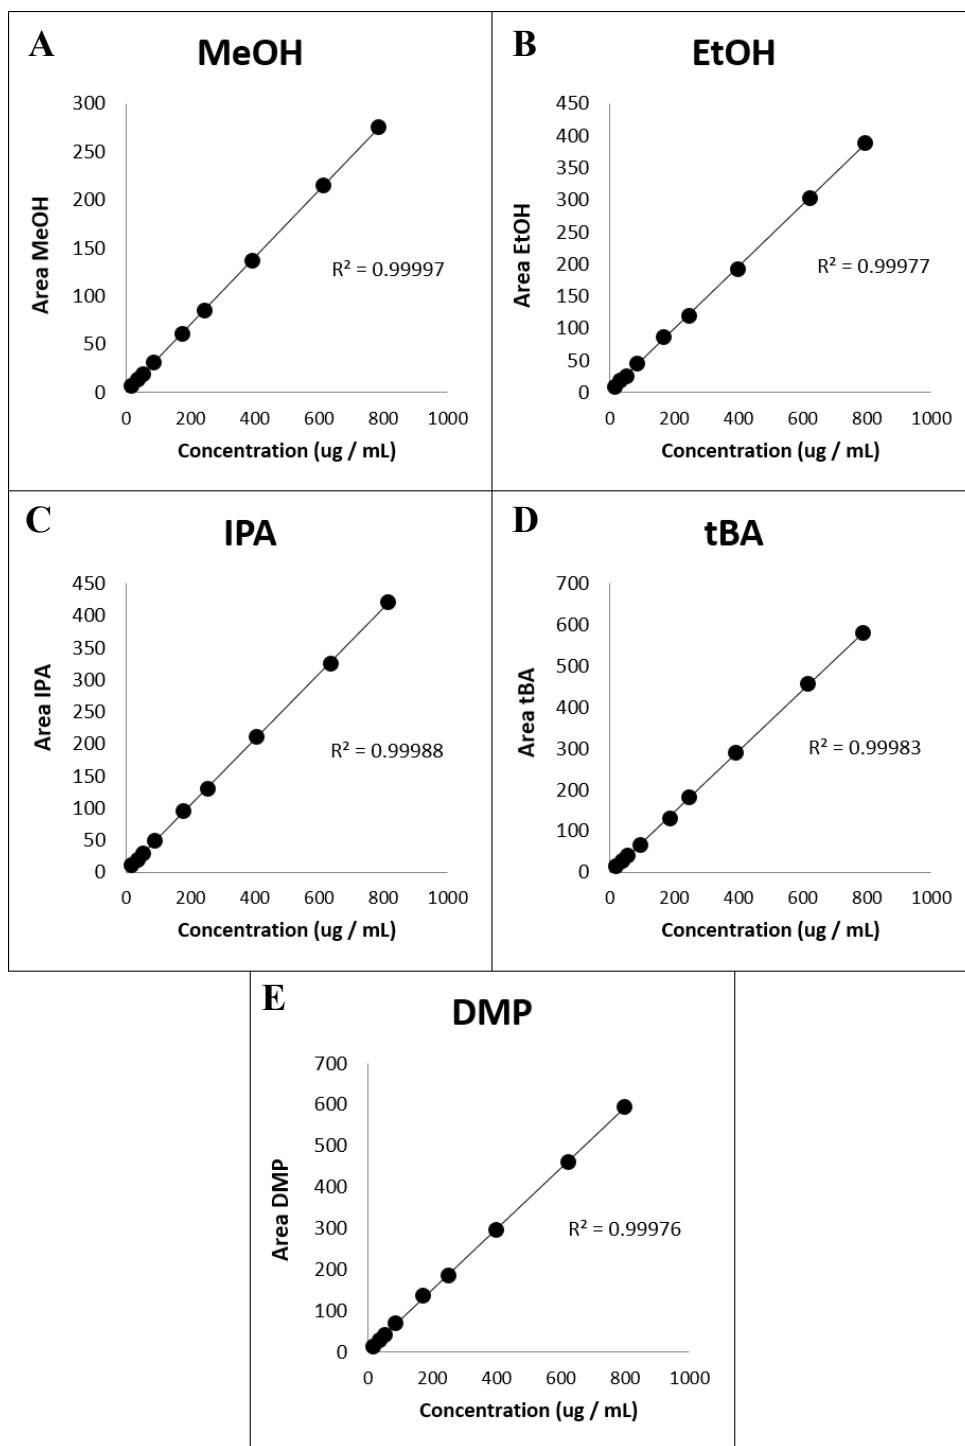 A
MeOH
300
250
200
150
100
50
0
Area MeOH
R² = 0.99997
0 200 400 600 800 1000
Concentration (ug / mL)
B
EtOH
450
400
350
300
250
200
150
100
50
0
Area EtOH
R² = 0.99977
0 200 400 600 800 1000
Concentration (ug / mL)
C
IPA
450
400
350
300
250
200
150
100
50
0
Area IPA
R² = 0.99988
0 200 400 600 800 1000
Concentration (ug / mL)
D
tBA
700
600
500
400
300
200
100
0
Area tBA
R² = 0.99983
0 200 400 600 800 1000
Concentration (ug / mL)
E
DMP
700
600
500
400
300
200
100
0
Area DMP
R² = 0.99976
0 200 400 600 800 1000
Concentration (ug / mL)